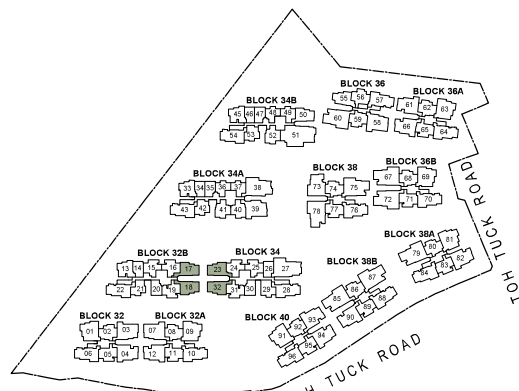 BLOCK 36
55 56 57
60 59 58
BLOCK 36A
61 62 63
66 65 64
BLOCK 34B
45 46 47 48 49 50
54 53 52 51
BLOCK 34A
33 34 35 36 37 38
43 42 41 40 39
BLOCK 38
73 74 75
78 77 76
BLOCK 36B
67 68 69
72 71 70
TOH TUCK ROAD
BLOCK 32B
13 14 15 16 17
22 21 20 19 18
BLOCK 34
23 24 25 26 27
32 31 30 29 28
BLOCK 38A
79 80 81
84 83 82
BLOCK 38B
85 86 87
90 89 88
BLOCK 32
01 02 03
06 05 04
BLOCK 32A
07 08 09
12 11 10
BLOCK 40
91 92 93
96 95 94
H TUCK ROAD